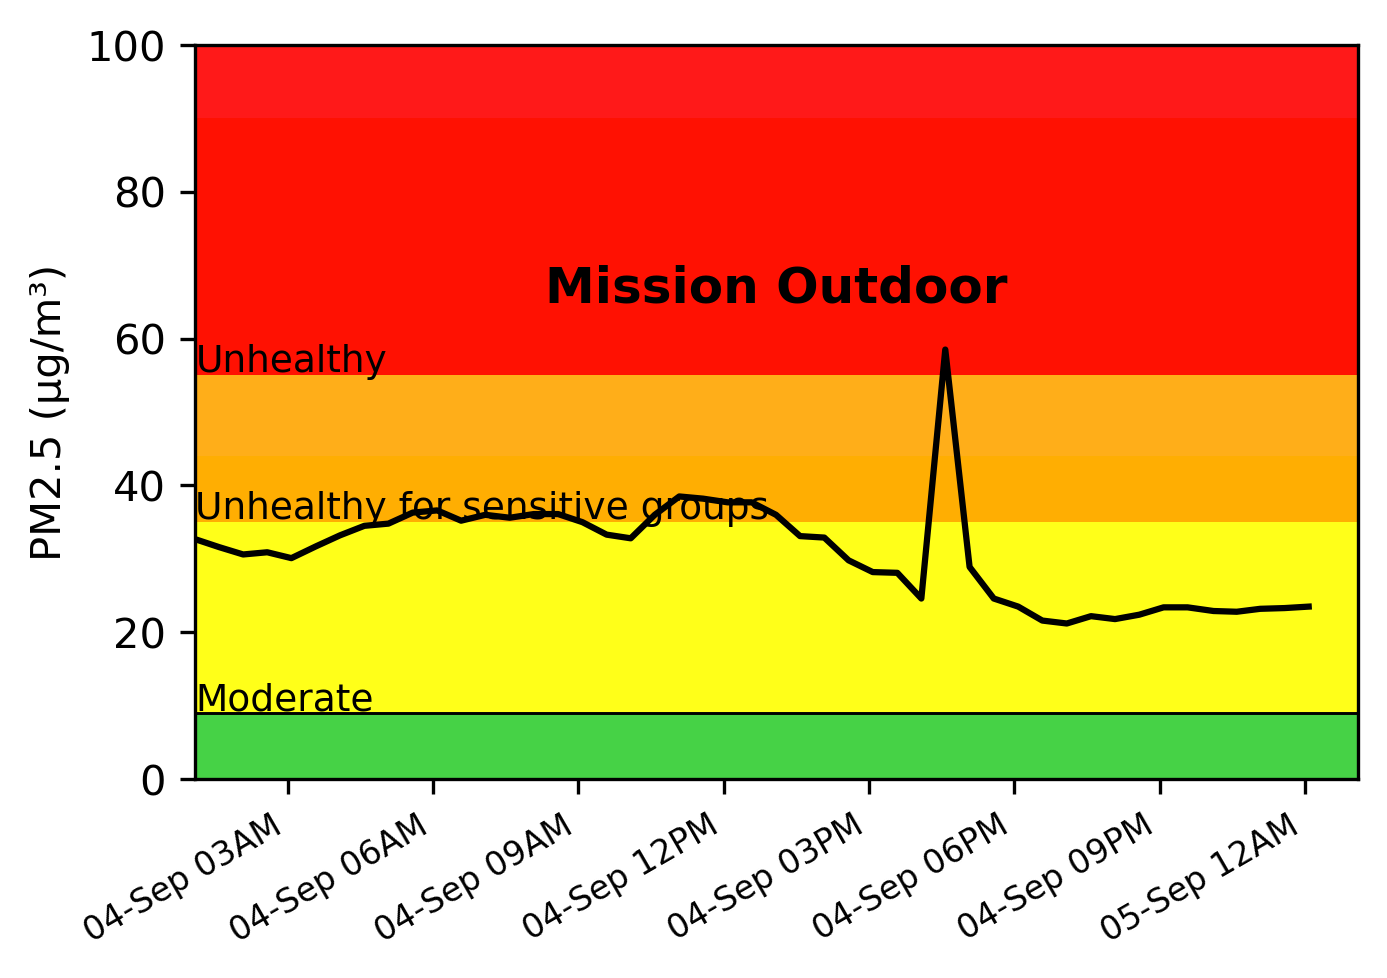 Mission Outdoor
PM2.5 (µg/m³)
100
80
60
40
20
0
Unhealthy
Unhealthy for sensitive groups
Moderate
04-Sep 03AM
04-Sep 06AM
04-Sep 09AM
04-Sep 12PM
04-Sep 03PM
04-Sep 06PM
04-Sep 09PM
05-Sep 12AM